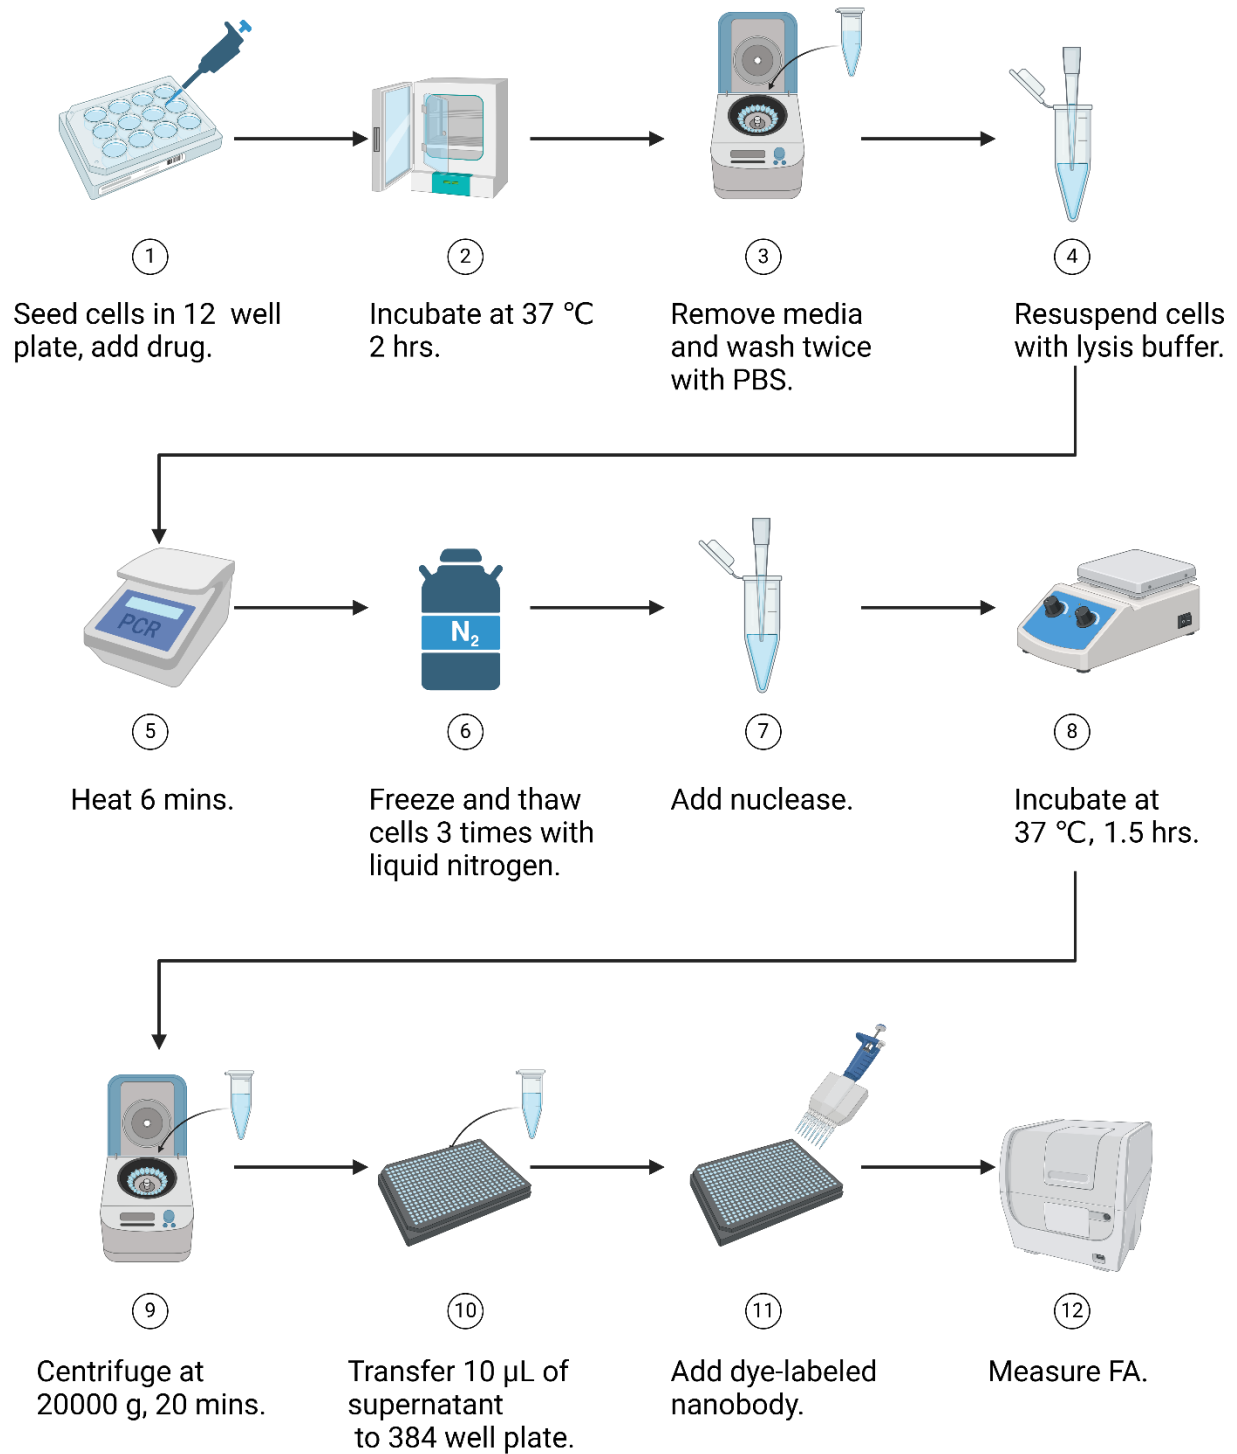 1
Seed cells in 12 well
plate, add drug.
2
Incubate at 37 °C
2 hrs.
3
Remove media
and wash twice
with PBS.
4
Resuspend cells
with lysis buffer.
PCR
5
Heat 6 mins.
N₂
6
Freeze and thaw
cells 3 times with
liquid nitrogen.
7
Add nuclease.
8
Incubate at
37 °C, 1.5 hrs.
9
Centrifuge at
20000 g, 20 mins.
10
Transfer 10 µL of
supernatant
to 384 well plate.
11
Add dye-labeled
nanobody.
12
Measure FA.